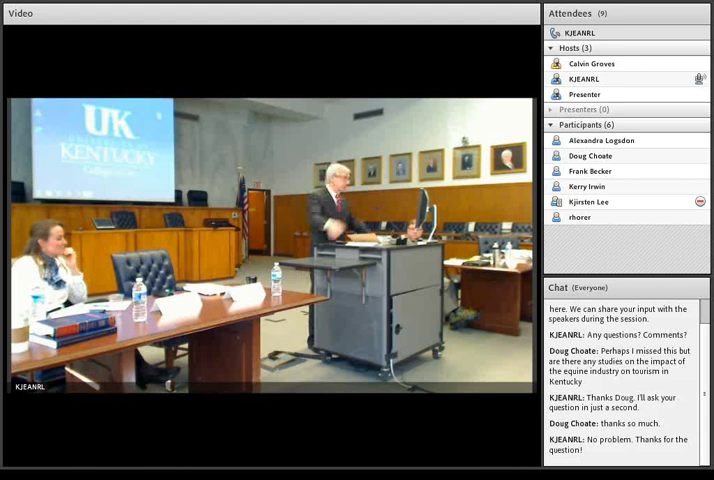 Video
UK
UNIVERSITY OF
KENTUCKY
KJEANRL
Attendees (9)
KJEANRL
Hosts (3)
Calvin Groves
KJEANRL
Presenter
Presenters (0)
Participants (6)
Alexandra Logsdon
Doug Choate
Frank Becker
Kerry Irwin
Kjirsten Lee
rhorer
Chat (Everyone)
here. We can share your input with the
speakers during the session.
KJEANRL: Any questions? Comments?
Doug Choate: Perhaps I missed this but
are there any studies on the impact of
the equine industry on tourism in
Kentucky
KJEANRL: Thanks Doug. I'll ask your
question in just a second.
Doug Choate: thanks so much.
KJEANRL: No problem. Thanks for the
question!